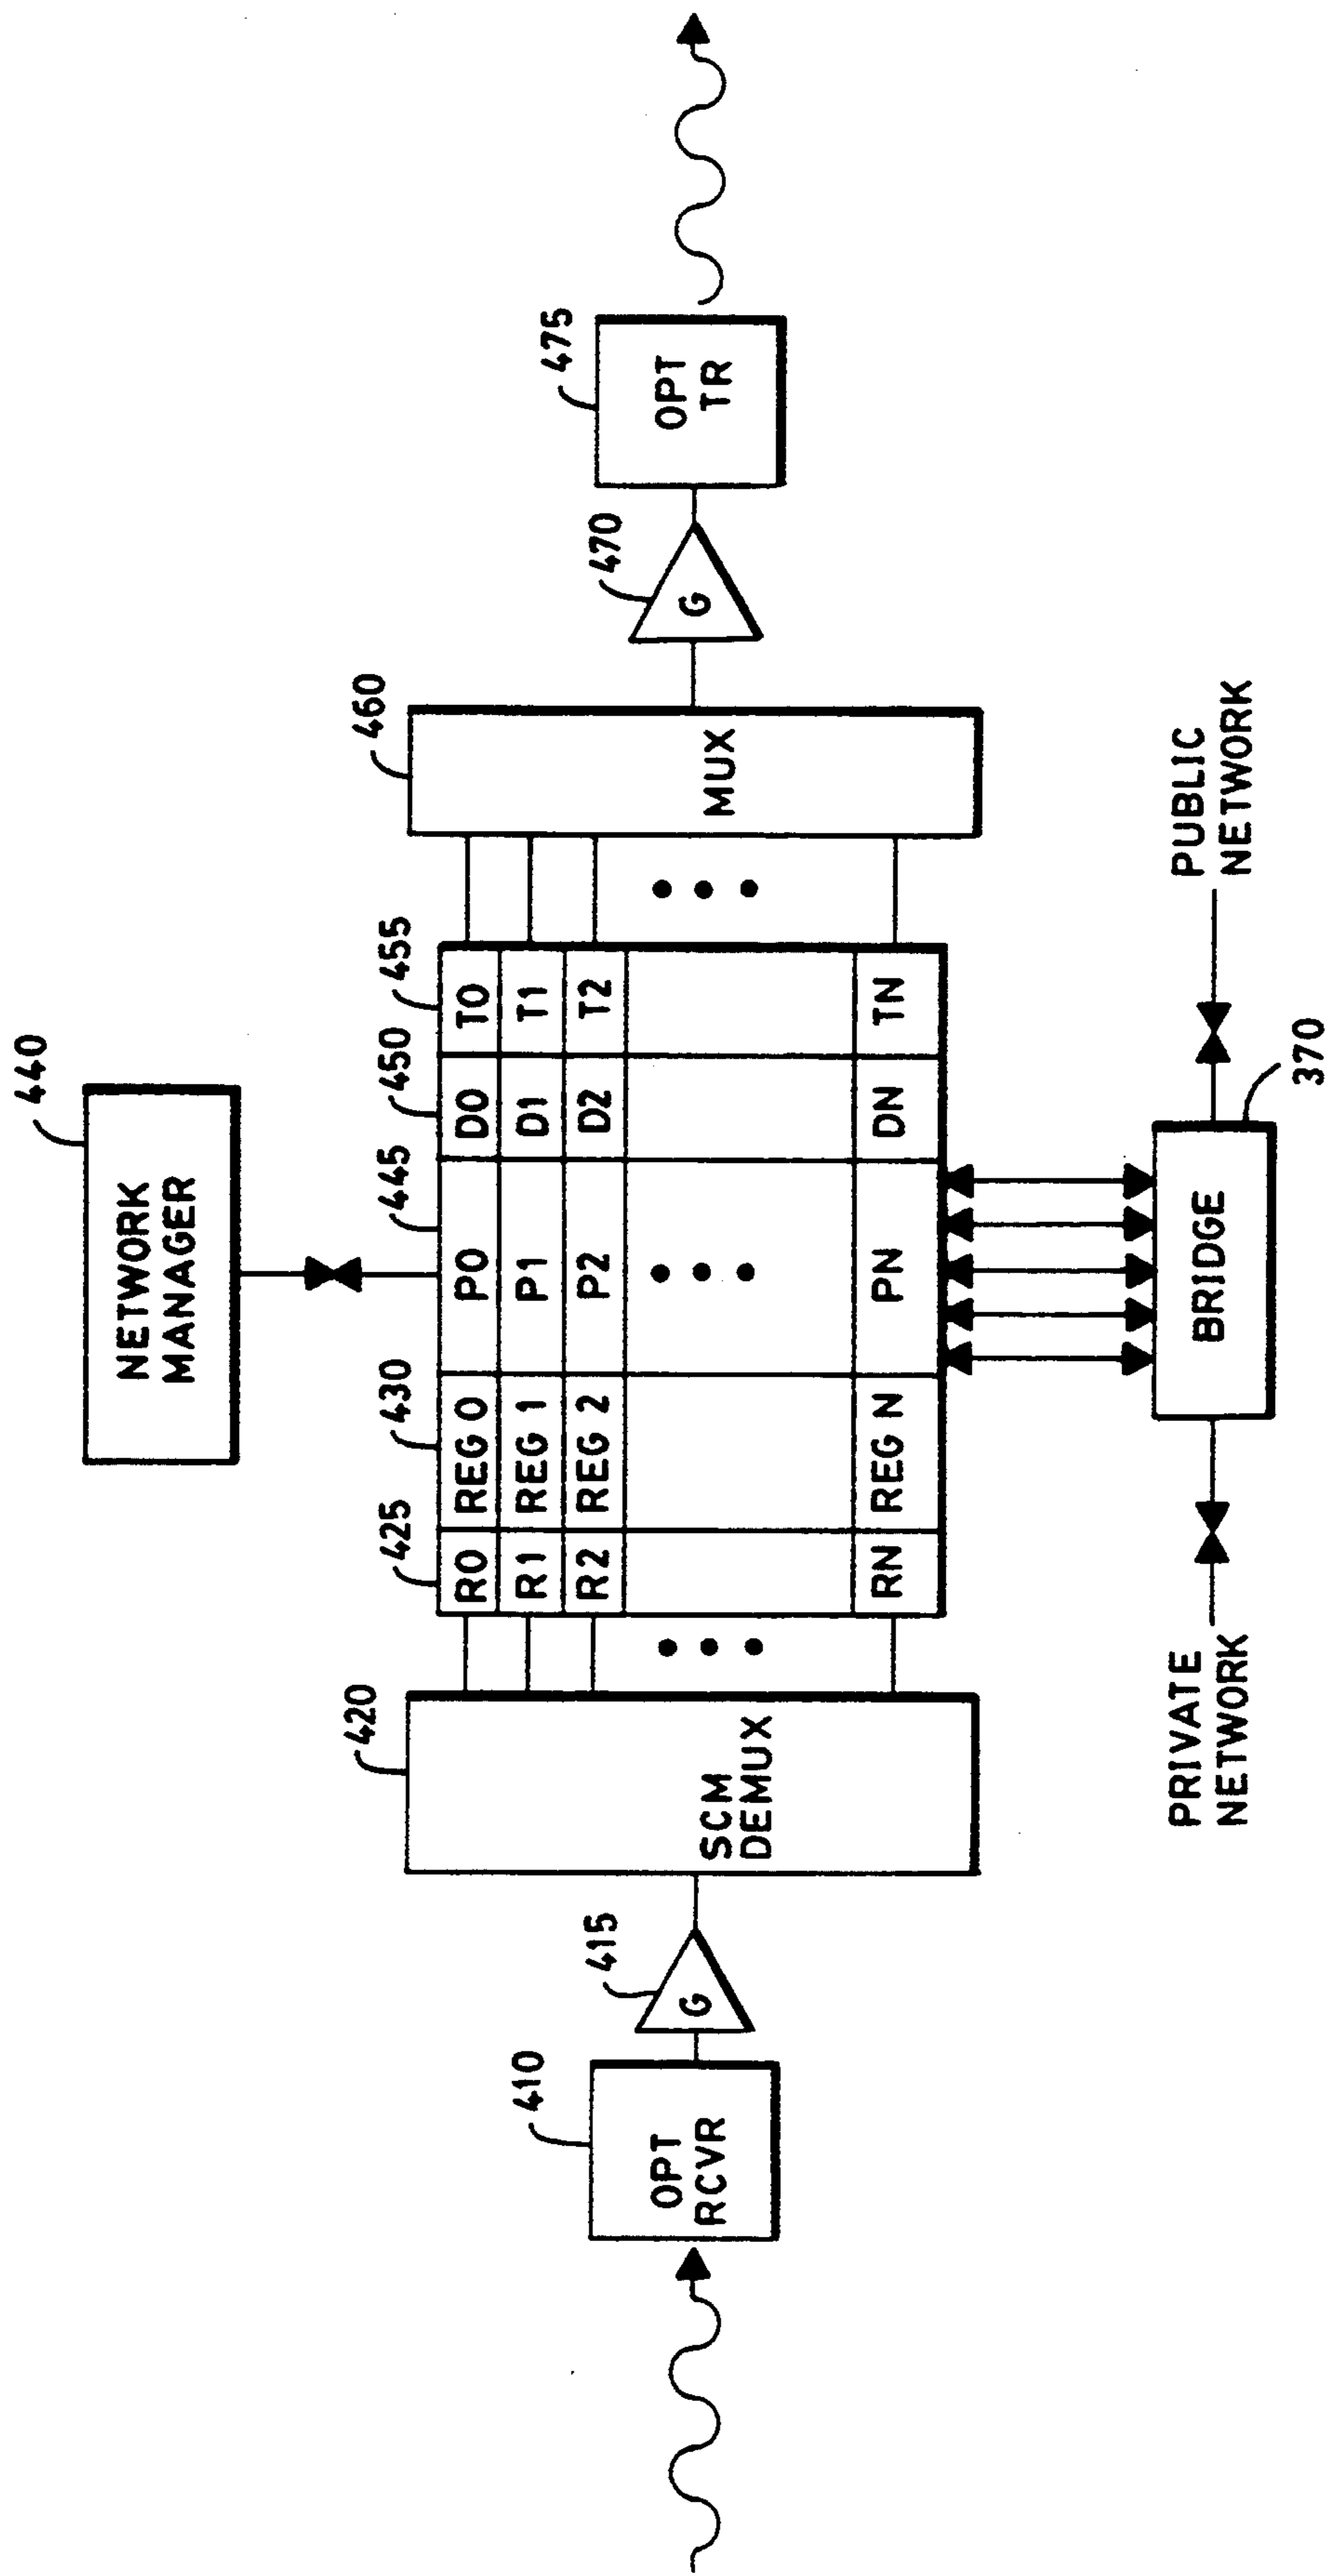 440
NETWORK
MANAGER
410
OPT
RCVR
415
G
420
SCM
DEMUX
425
430
445
450
455
R0
REG 0
P0
D0
T0
R1
REG 1
P1
D1
T1
R2
REG 2
P2
D2
T2
RN
REG N
PN
DN
TN
460
MUX
470
G
475
OPT
TR
PRIVATE
NETWORK
BRIDGE
370
PUBLIC
NETWORK